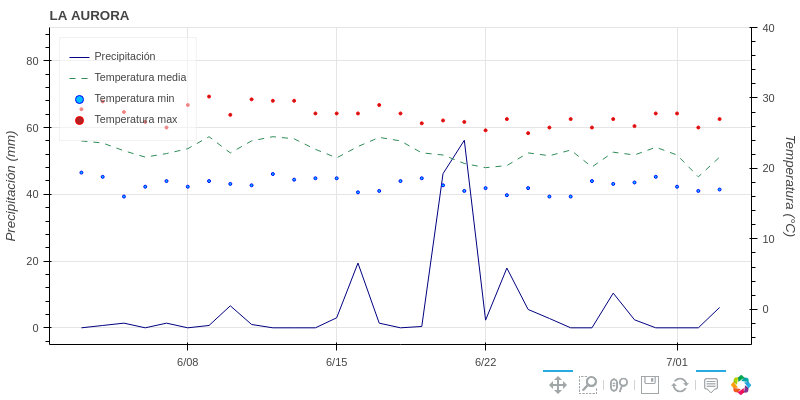 LA AURORA
Precipitación
Temperatura media
Temperatura min
Temperatura max
80
60
40
20
0
Precipitación (mm)
40
30
20
10
0
Temperatura (°C)
6/08
6/15
6/22
7/01